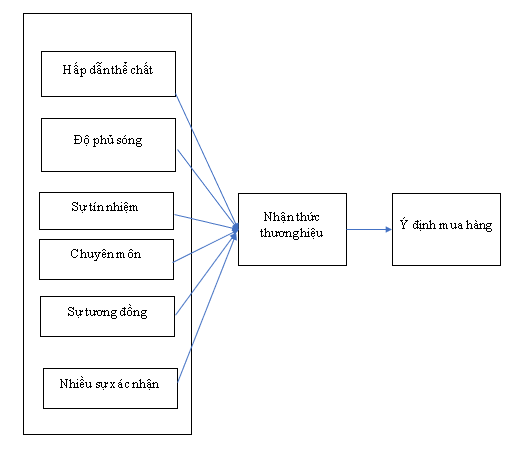 Hấp dẫn thể chất
Độ phủ sóng
Sự tín nhiệm
Chuyên môn
Sự tương đồng
Nhiều sự xác nhận
Nhận thức
thương hiệu
Ý định mua hàng